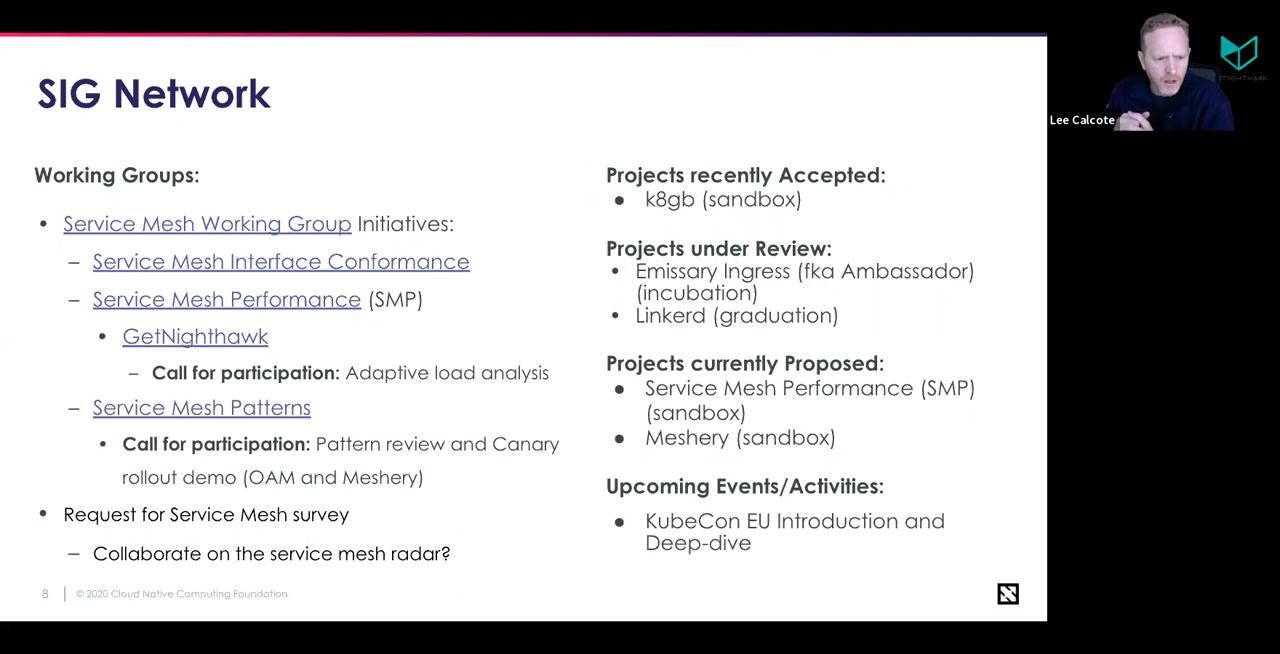 SIG Network
Working Groups:
• Service Mesh Working Group Initiatives:
– Service Mesh Interface Conformance
– Service Mesh Performance (SMP)
• GetNighthawk
– Call for participation: Adaptive load analysis
– Service Mesh Patterns
• Call for participation: Pattern review and Canary
rollout demo (OAM and Meshery)
• Request for Service Mesh survey
– Collaborate on the service mesh radar?
Projects recently Accepted:
● k8gb (sandbox)
Projects under Review:
• Emissary Ingress (fka Ambassador)
(incubation)
• Linkerd (graduation)
Projects currently Proposed:
● Service Mesh Performance (SMP)
(sandbox)
● Meshery (sandbox)
Upcoming Events/Activities:
● KubeCon EU Introduction and
Deep-dive
8
© 2020 Cloud Native Computing Foundation
Lee Calcote
NIGHTHAWK